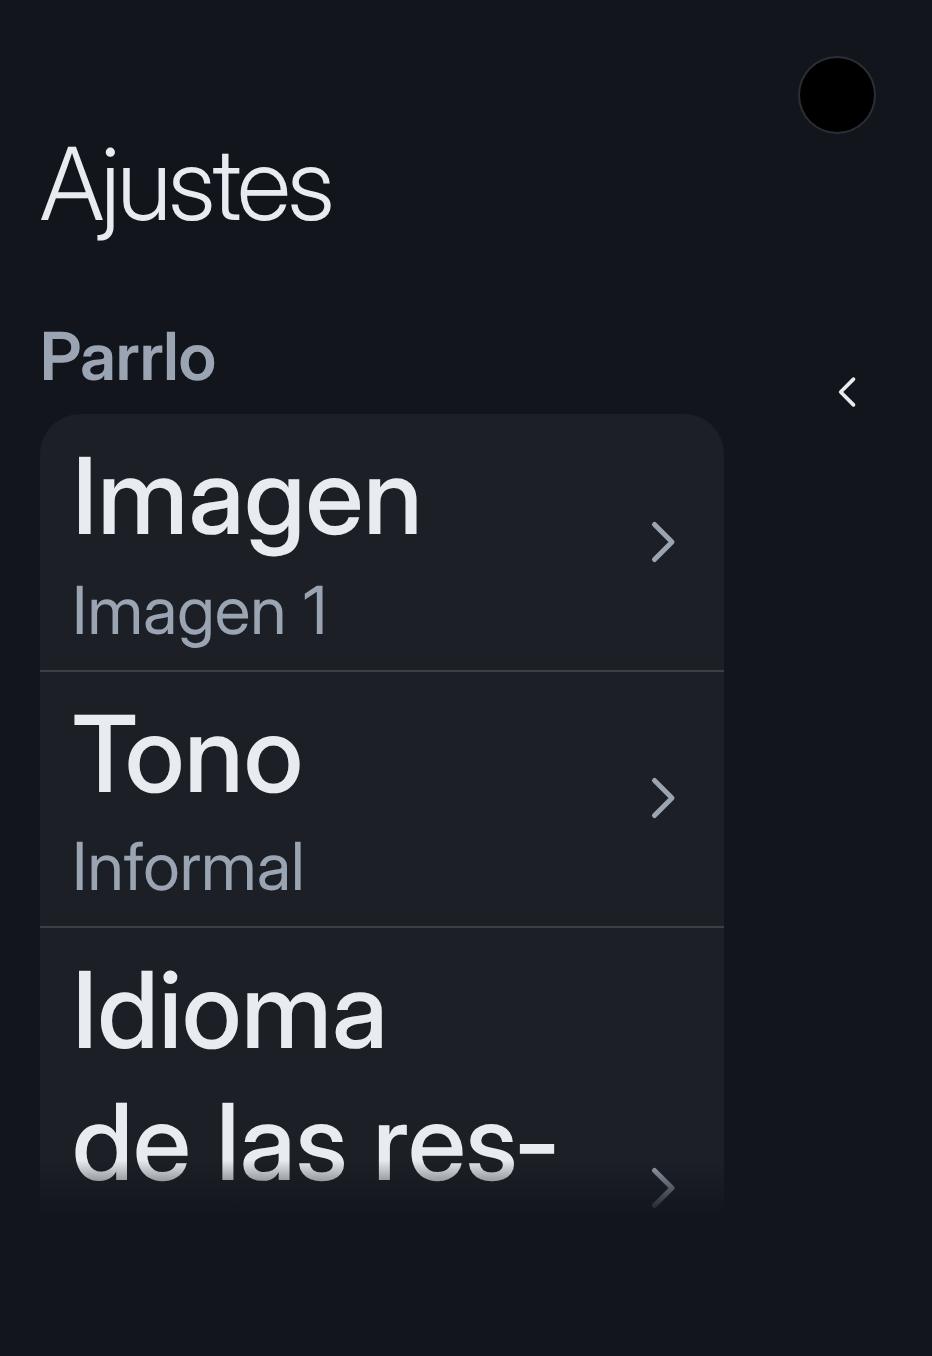 Ajustes
Parrlo
Imagen
Imagen 1
Tono
Informal
Idioma
de las res-